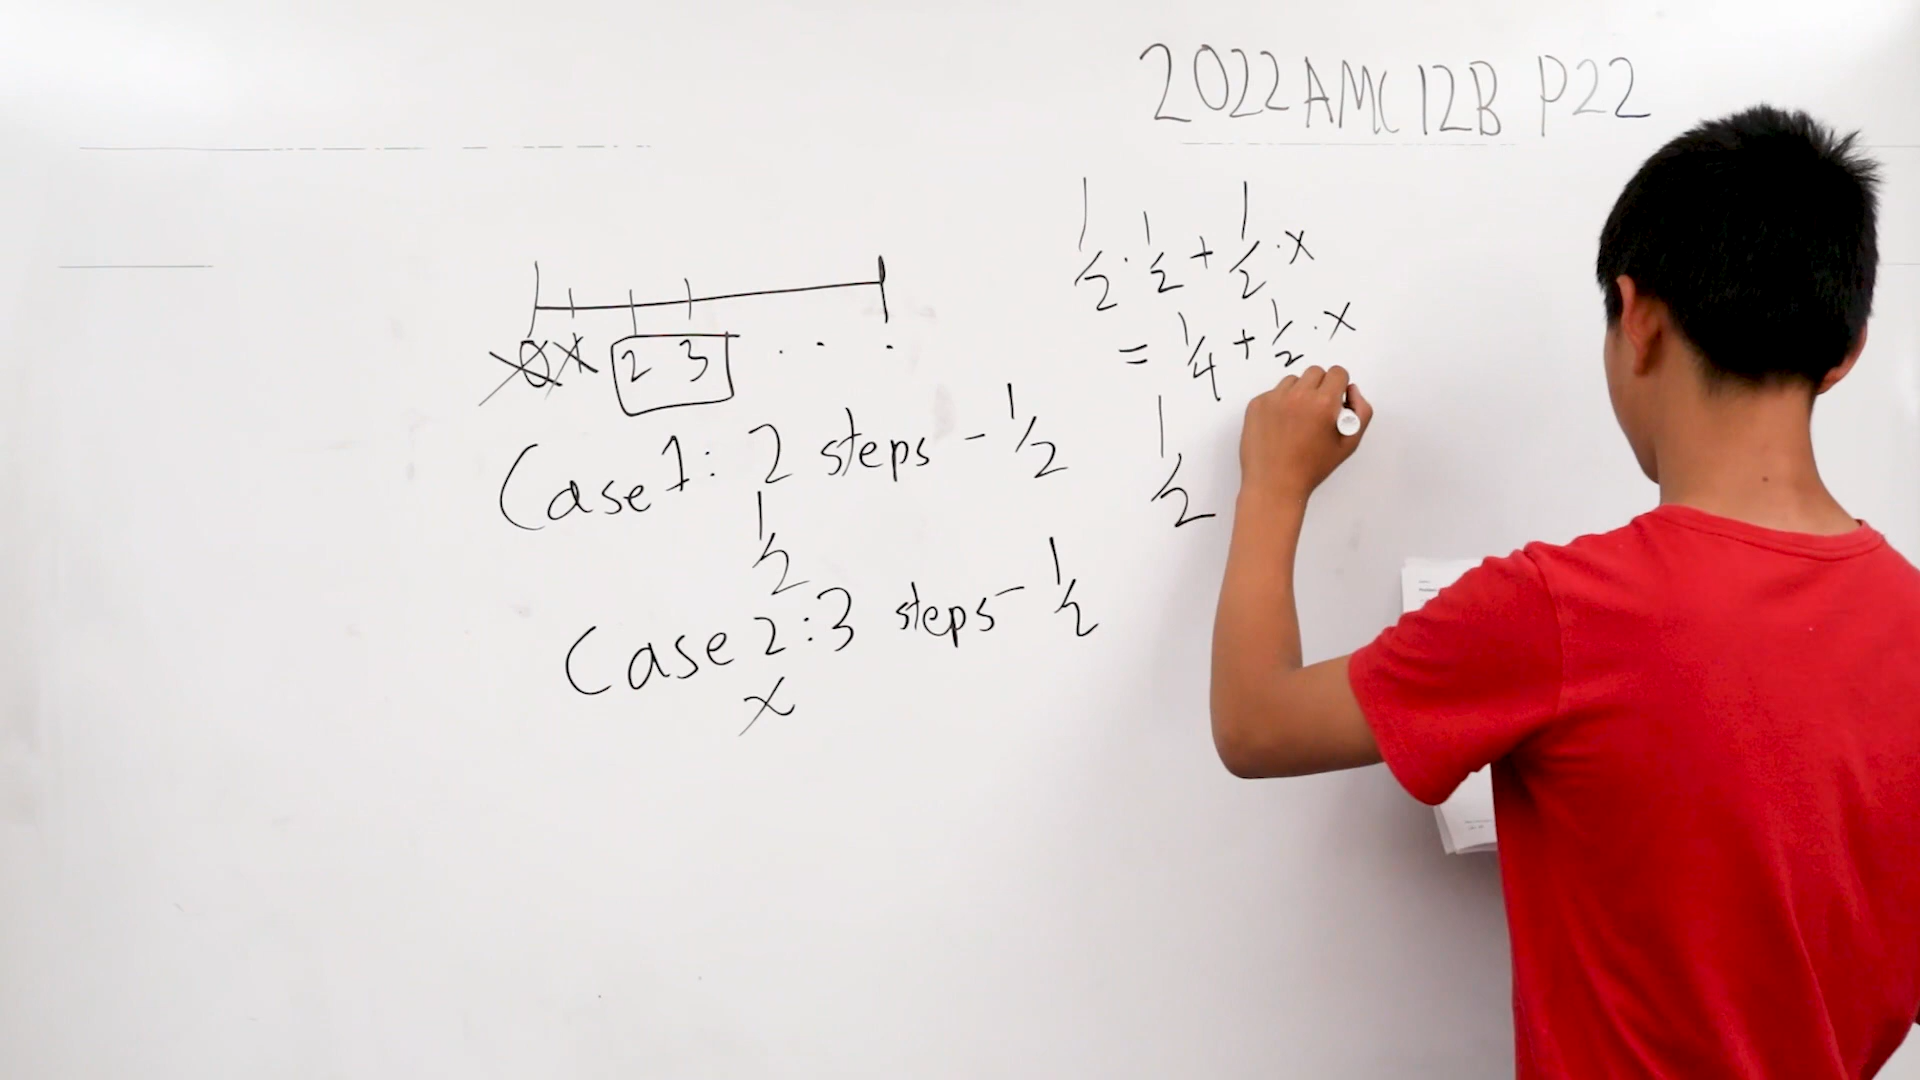 2022 AMC 12B P22
1/2 · 1/2 + 1/2 · x
= 1/4 + 1/2 · x
1/2
0 1 2 3 . . .
Case 1: 2 steps - 1/2
1/2
Case 2: 3 steps - 1/2
x